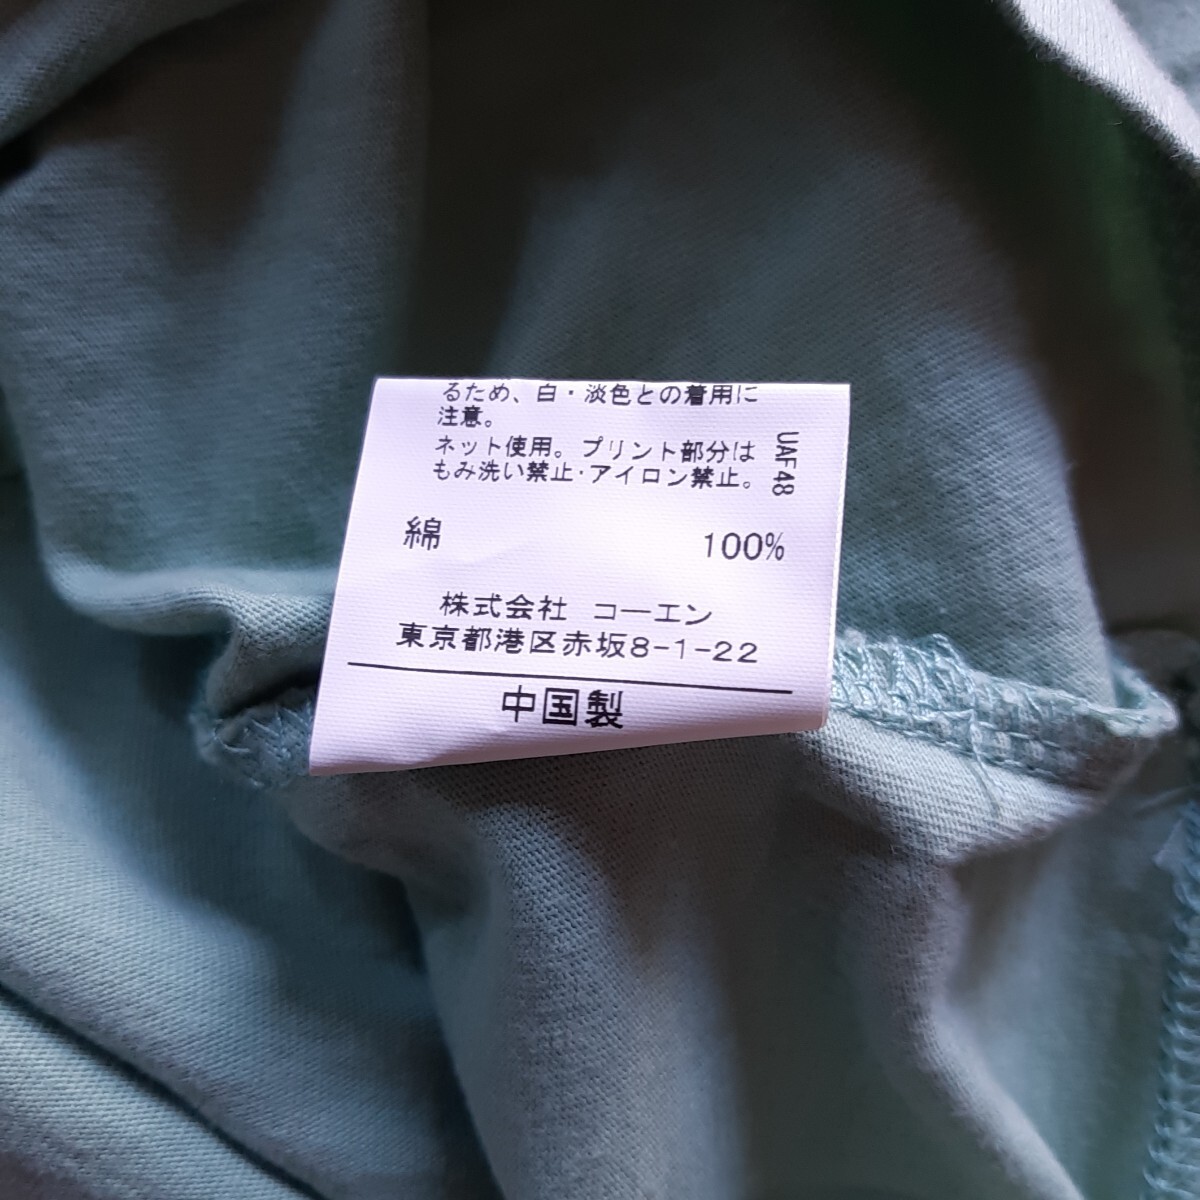 るため、白・淡色との着用に
注意。
ネット使用。プリント部分は
もみ洗い禁止・アイロン禁止。
UAF48
綿 100%
株式会社 コーエン
東京都港区赤坂8-1-22
中国製